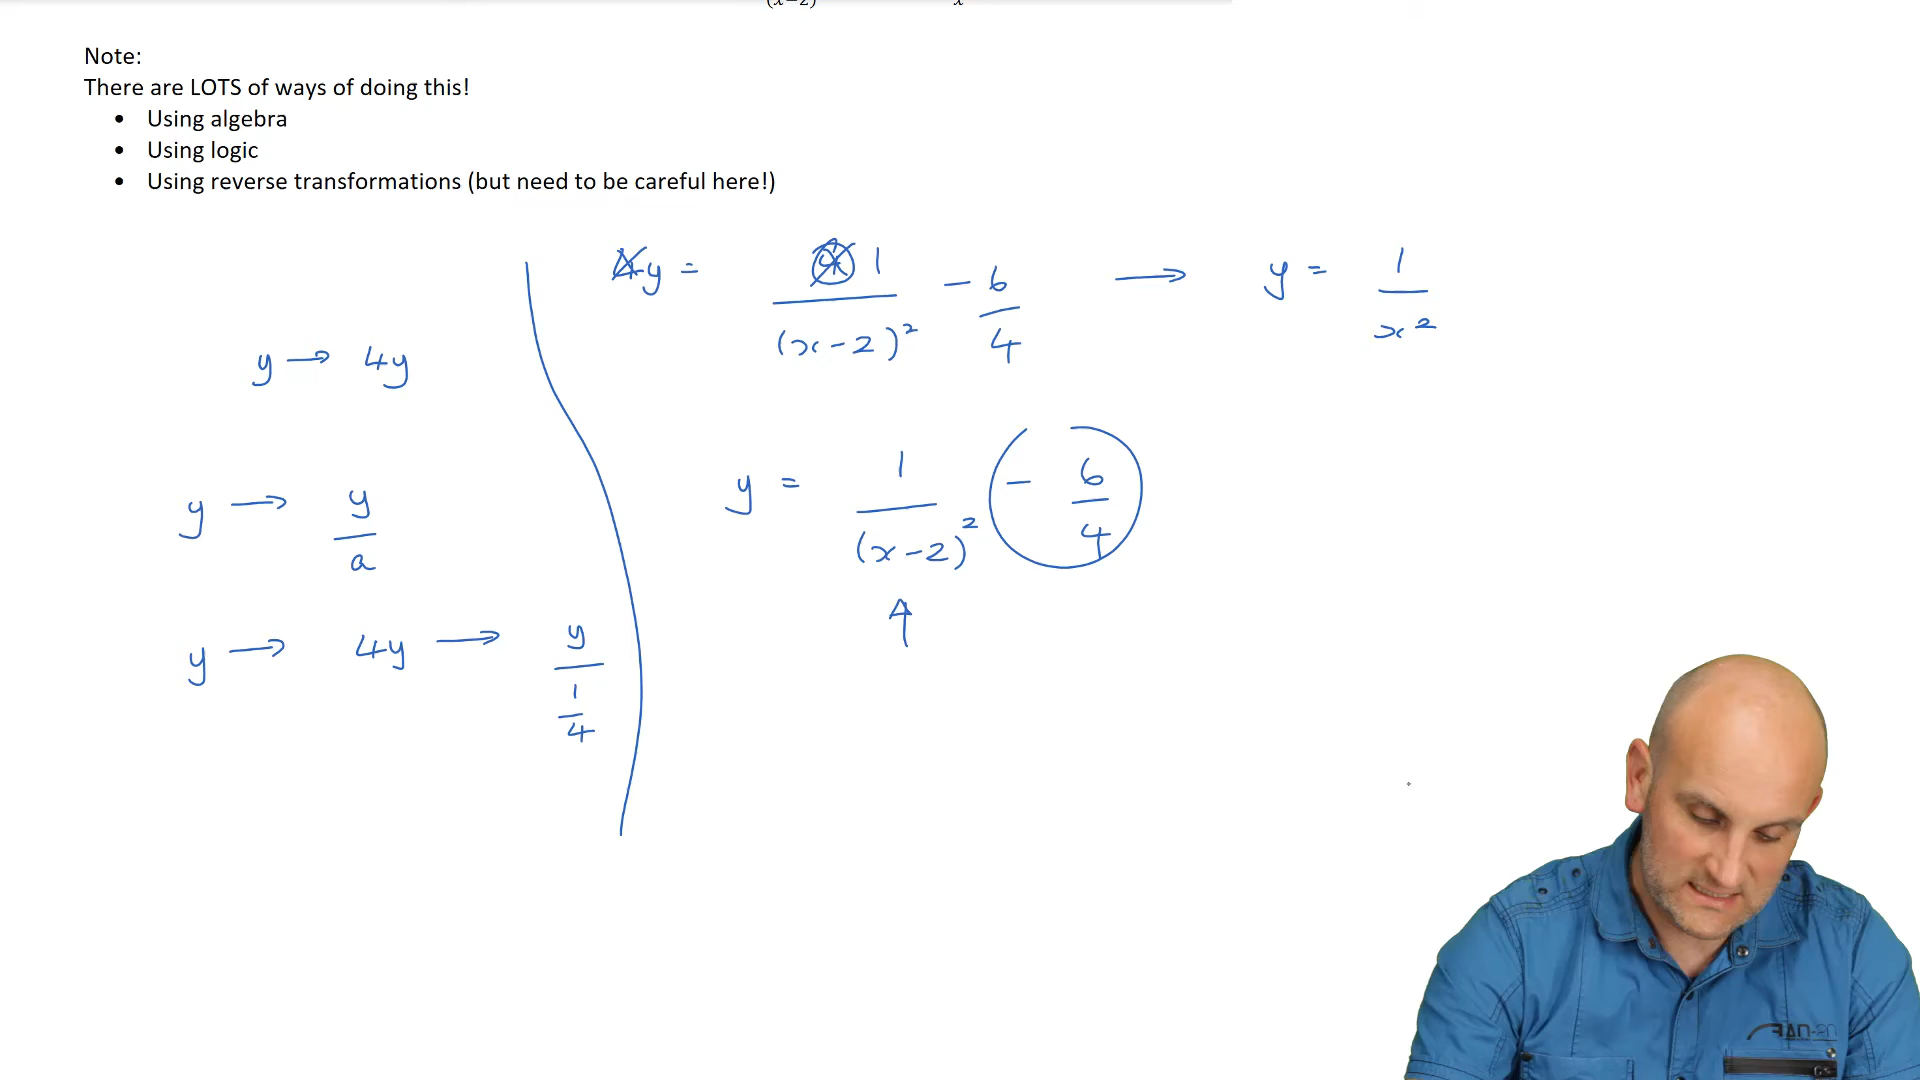 (x−2) x
Note:
There are LOTS of ways of doing this!
• Using algebra
• Using logic
• Using reverse transformations (but need to be careful here!)
4y = 4 1 / (x − 2)² − 6/4 → y = 1/x²
y → 4y
y = 1/(x − 2)² − 6/4
y → y/a
y → 4y → y / (1/4)